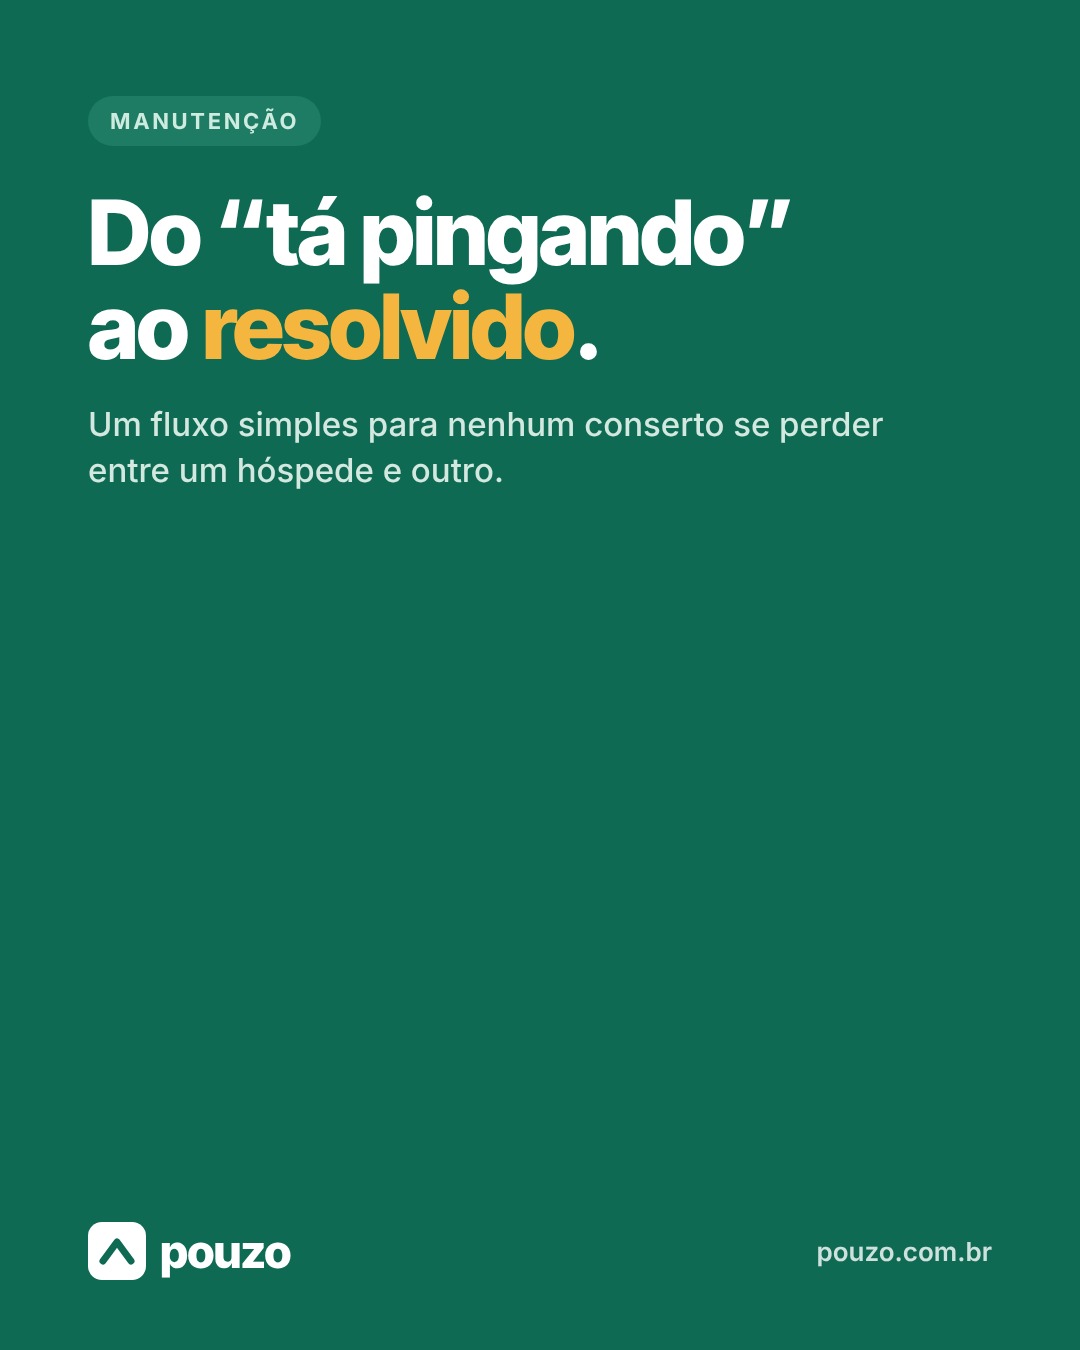 MANUTENÇÃO
Do “tá pingando”
ao resolvido.
Um fluxo simples para nenhum conserto se perder
entre um hóspede e outro.
pouzo
pouzo.com.br